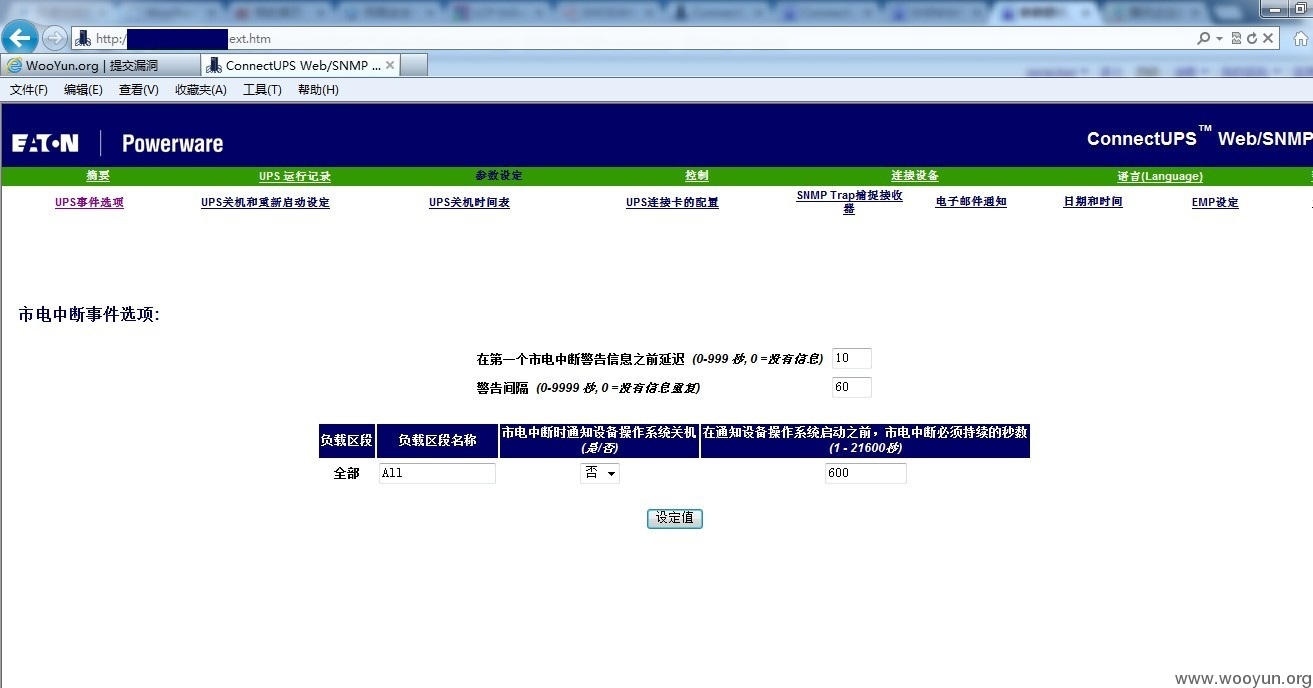 http:/ ext.htm
WooYun.org | 提交漏洞
ConnectUPS Web/SNMP ...
文件(F) 编辑(E) 查看(V) 收藏夹(A) 工具(T) 帮助(H)
EATON | Powerware
ConnectUPS™ Web/SNMP
摘要 UPS 运行记录 参数设定 控制 连接设备 语言(Language)
UPS事件选项 UPS关机和重新启动设定 UPS关机时间表 UPS连接卡的配置 SNMP Trap捕捉接收器 电子邮件通知 日期和时间 EMP设定
市电中断事件选项:
在第一个市电中断警告信息之前延迟 (0-999 秒, 0 =没有信息) 10
警告间隔 (0-9999 秒, 0 =没有信息重复) 60
负载区段 负载区段名称 市电中断时通知设备操作系统关机 (是/否) 在通知设备操作系统启动之前，市电中断必须持续的秒数 (1 - 21600秒)
全部 All 否 600
设定值
www.wooyun.org